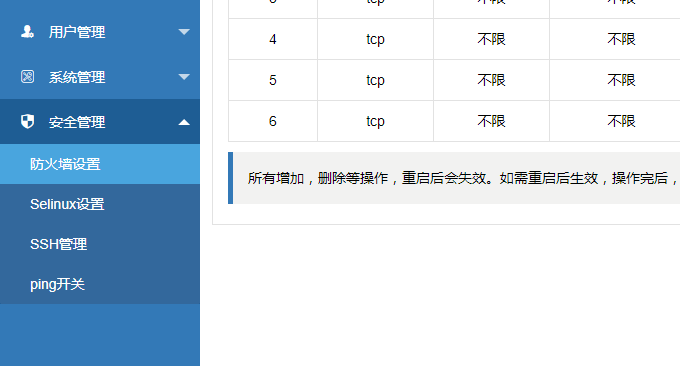 用户管理
系统管理
安全管理
防火墙设置
Selinux设置
SSH管理
ping开关
tcp 不限 不限
4 tcp 不限 不限
5 tcp 不限 不限
6 tcp 不限 不限
所有增加，删除等操作，重启后会失效。如需重启后生效，操作完后，